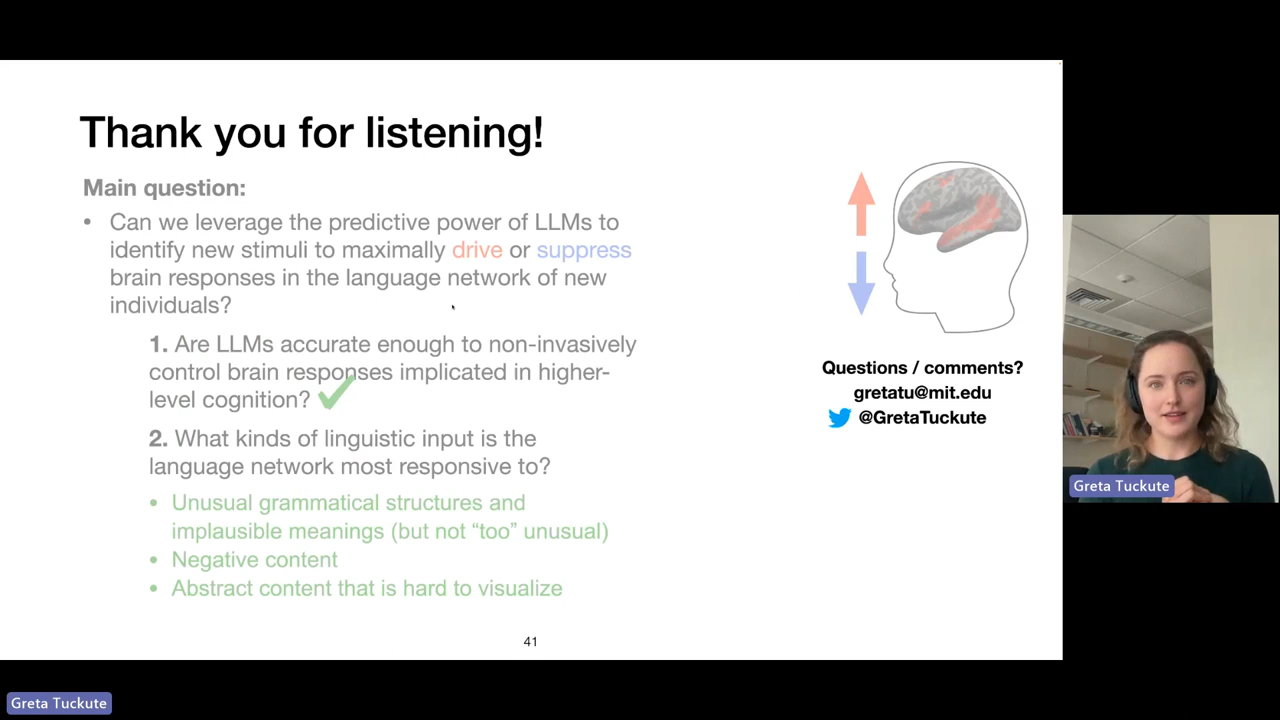 Thank you for listening!
Main question:
• Can we leverage the predictive power of LLMs to
identify new stimuli to maximally drive or suppress
brain responses in the language network of new
individuals?
1. Are LLMs accurate enough to non-invasively
control brain responses implicated in higher-
level cognition?
2. What kinds of linguistic input is the
language network most responsive to?
• Unusual grammatical structures and
implausible meanings (but not “too” unusual)
• Negative content
• Abstract content that is hard to visualize
Questions / comments?
gretatu@mit.edu
@GretaTuckute
41
Greta Tuckute
Greta Tuckute